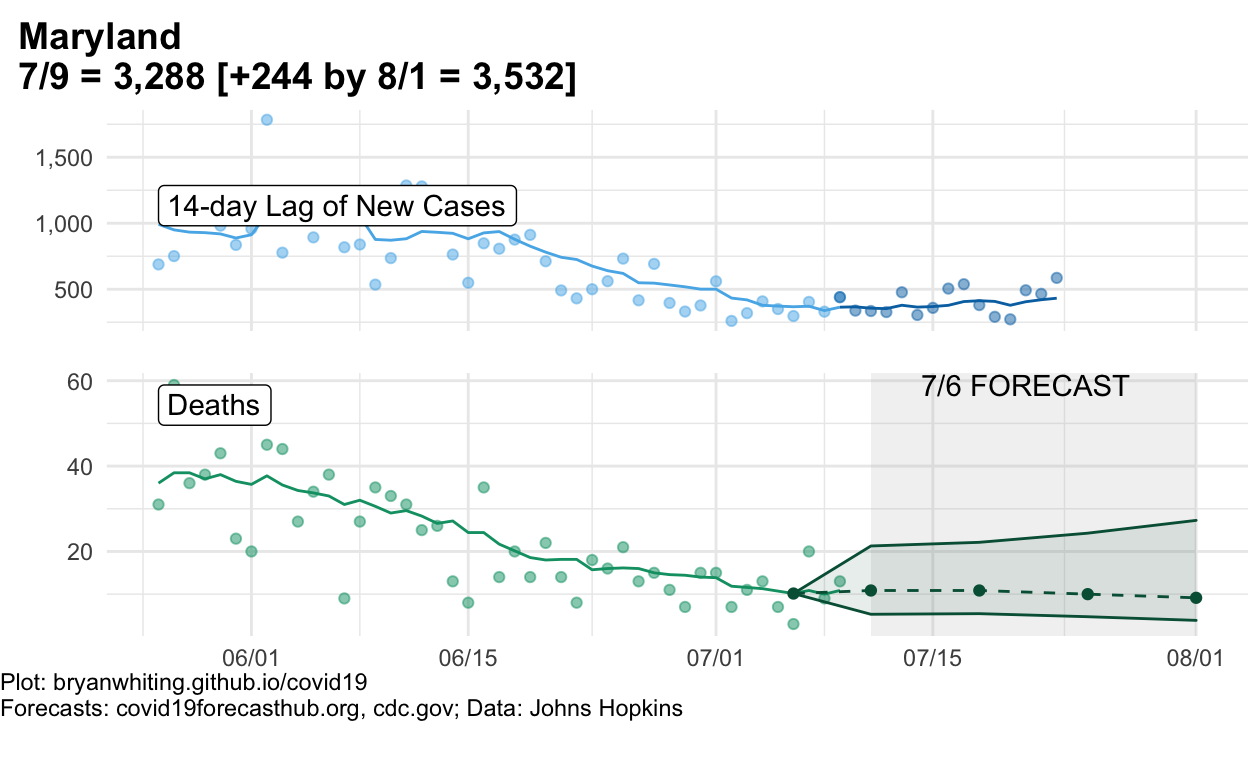 Maryland
7/9 = 3,288 [+244 by 8/1 = 3,532]
1,500
1,000
500
14-day Lag of New Cases
60
40
20
Deaths
7/6 FORECAST
06/01 06/15 07/01 07/15 08/01
Plot: bryanwhiting.github.io/covid19
Forecasts: covid19forecasthub.org, cdc.gov; Data: Johns Hopkins